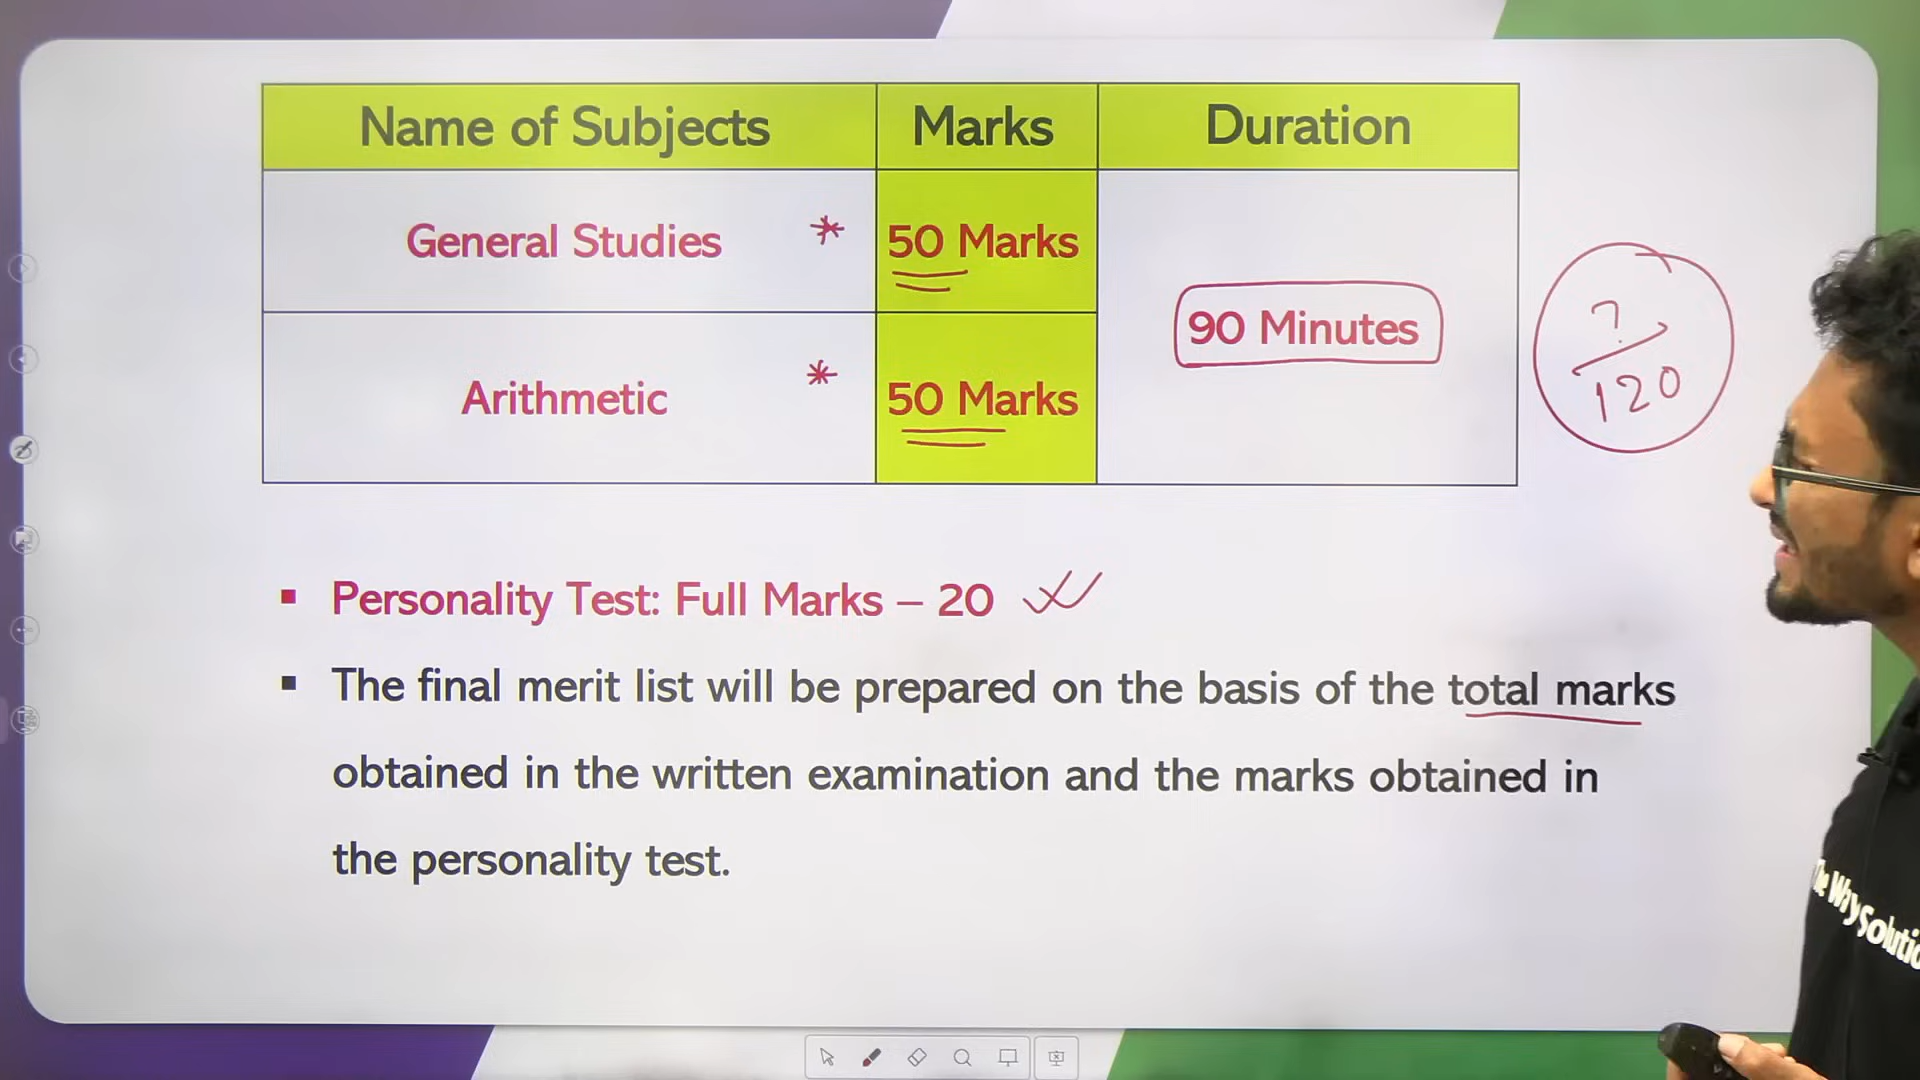 Name of Subjects Marks Duration
General Studies * 50 Marks
90 Minutes
?
120
Arithmetic * 50 Marks
▪ Personality Test: Full Marks – 20
▪ The final merit list will be prepared on the basis of the total marks
obtained in the written examination and the marks obtained in
the personality test.
Why Solutio